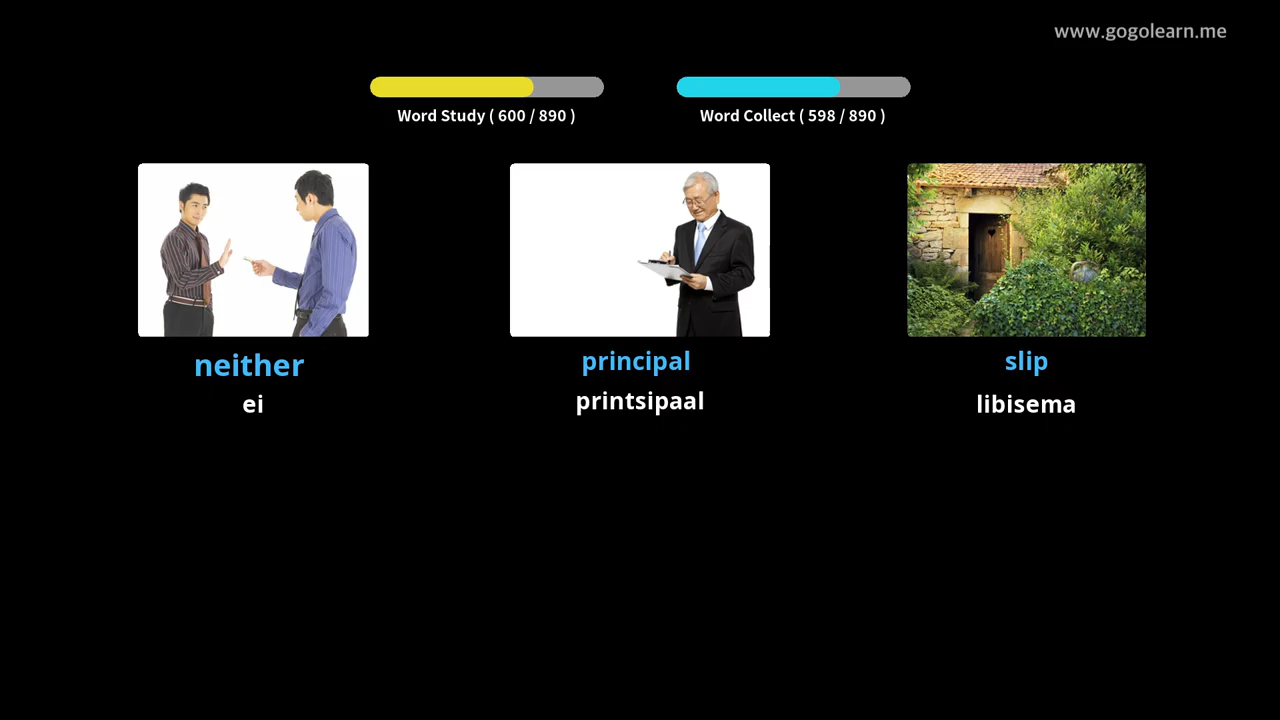 www.gogolearn.me
Word Study ( 600 / 890 )
Word Collect ( 598 / 890 )
neither
ei
principal
printsipaal
slip
libisema